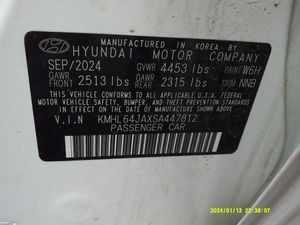 MANUFACTURED IN KOREA BY
HYUNDAI MOTOR COMPANY
SEP/2024 GVWR 4453 lbs PAINT W6H
GAWR FRONT 2513 lbs GAWR REAR 2315 lbs TRIM NNB
THIS VEHICLE CONFORMS TO ALL APPLICABLE U.S.A. FEDERAL
MOTOR VEHICLE SAFETY, BUMPER, AND THEFT PREVENTION STANDARDS
IN EFFECT ON THE DATE OF MANUFACTURE SHOWN ABOVE.
V.I.N KMHL64JAXSA447812
PASSENGER CAR
2024/01/13 21:38:07